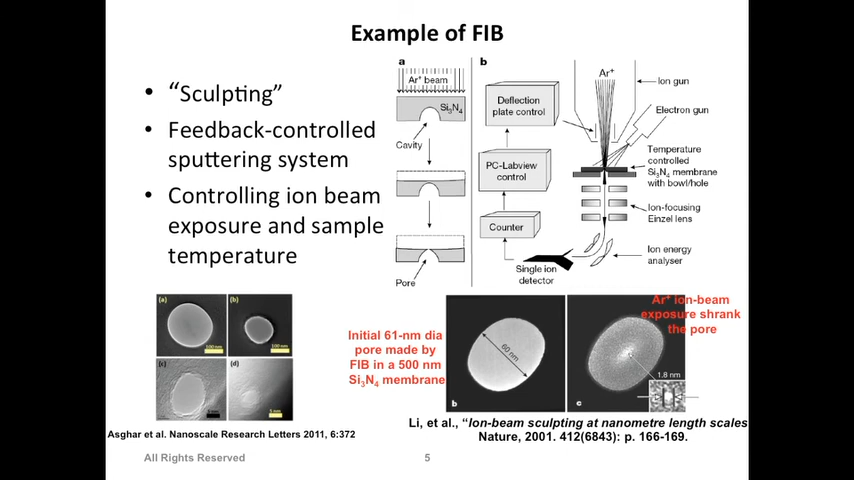 Example of FIB
• “Sculpting”
• Feedback-controlled
sputtering system
• Controlling ion beam
exposure and sample
temperature
a
Ar⁺ beam
Si₃N₄
Cavity
Pore
b
Ar⁺
Ion gun
Deflection
plate control
Electron gun
PC-Labview
control
Temperature
controlled
Si₃N₄ membrane
with bowl/hole
Counter
Ion-focusing
Einzel lens
Ion energy
analyser
Single ion
detector
(a)
100 nm
(b)
100 nm
(c)
(d)
Asghar et al. Nanoscale Research Letters 2011, 6:372
Initial 61-nm dia
pore made by
FIB in a 500 nm
Si₃N₄ membrane
60 nm
b
Ar⁺ ion-beam
exposure shrank
the pore
1.8 nm
c
Li, et al., “Ion-beam sculpting at nanometre length scales
Nature, 2001. 412(6843): p. 166-169.
All Rights Reserved
5